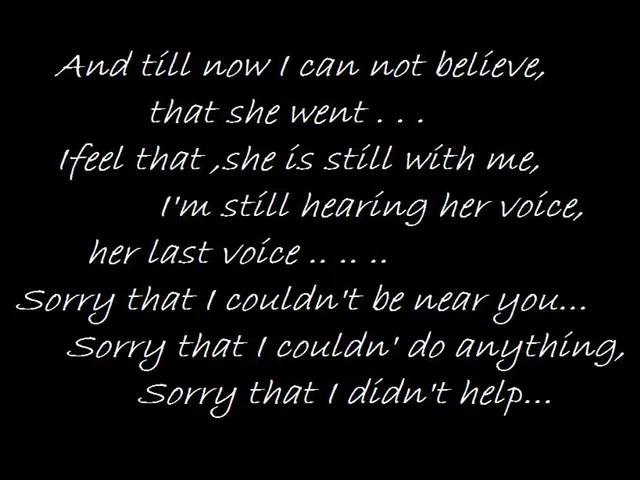 And till now I can not believe,
that she went . . .
Ifeel that ,she is still with me,
I'm still hearing her voice,
her last voice .. .. ..
Sorry that I couldn't be near you...
Sorry that I couldn' do anything,
Sorry that I didn't help...